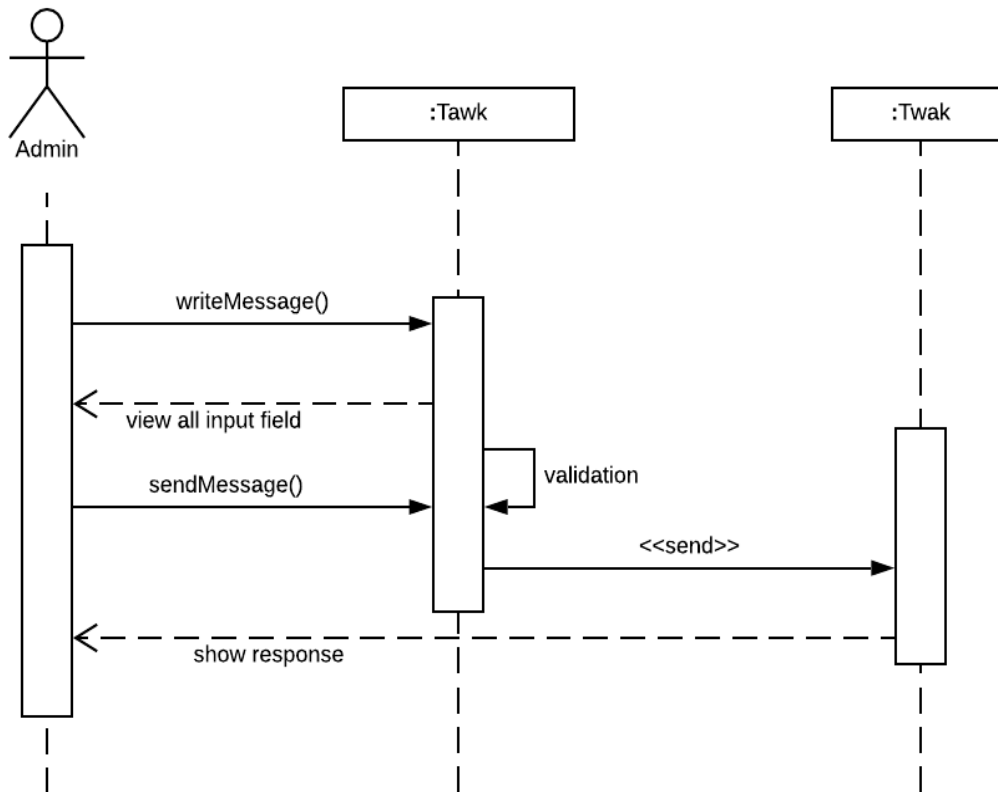 :Tawk
:Twak
Admin
writeMessage()
view all input field
validation
sendMessage()
<<send>>
show response